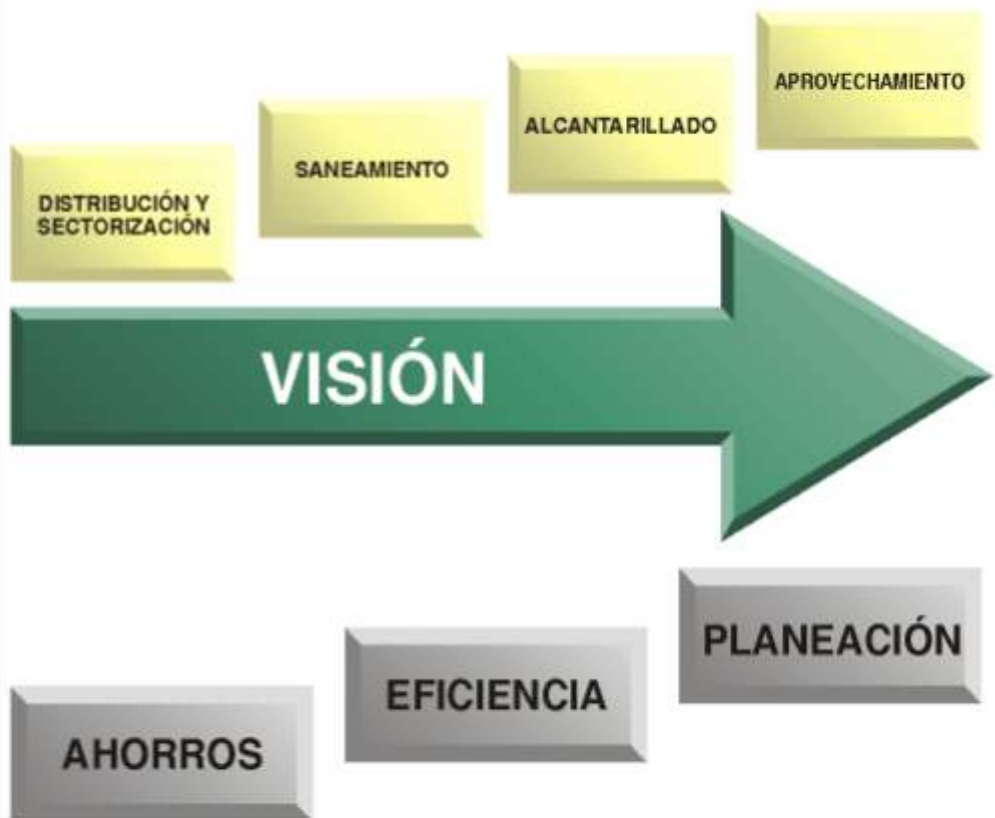 APROVECHAMIENTO
ALCANTARILLADO
SANEAMIENTO
DISTRIBUCIÓN Y
SECTORIZACIÓN
VISIÓN
PLANEACIÓN
EFICIENCIA
AHORROS